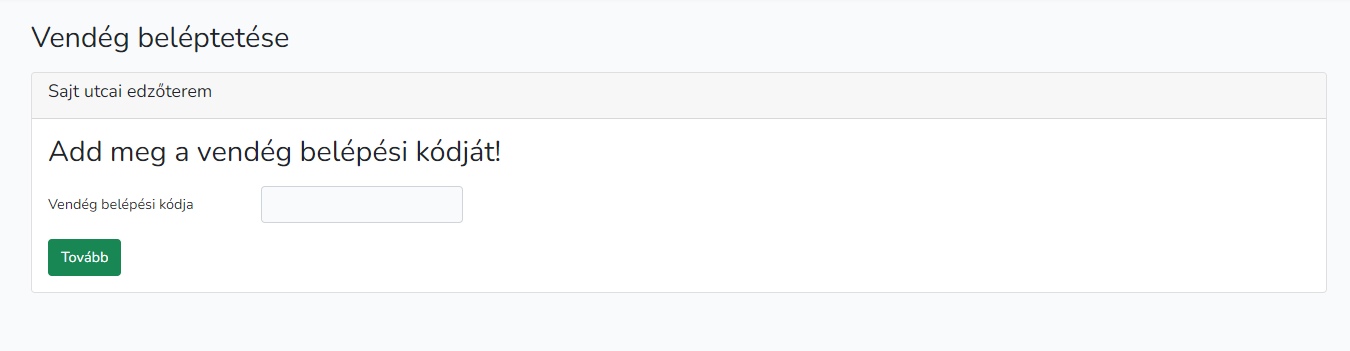 Vendég beléptetése
Sajt utcai edzőterem
Add meg a vendég belépési kódját!
Vendég belépési kódja
Tovább